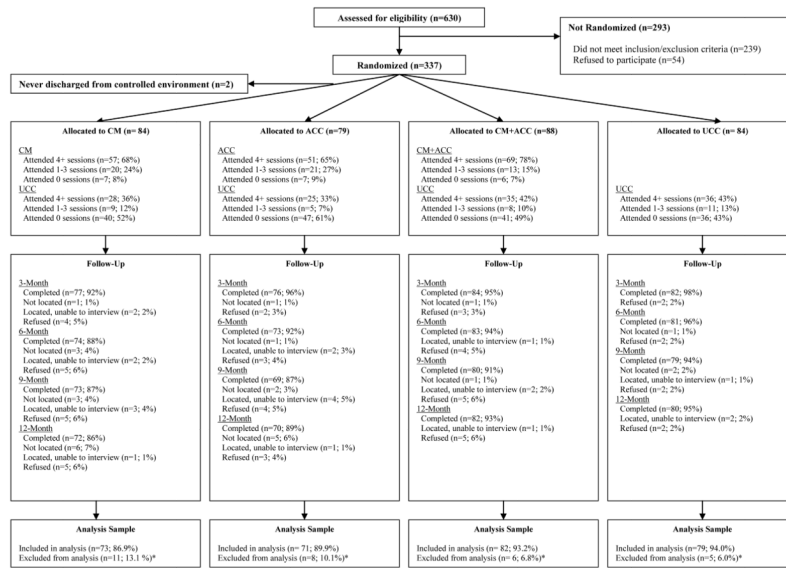 Assessed for eligibility (n=630)
Not Randomized (n=293)
Did not meet inclusion/exclusion criteria (n=239)
Refused to participate (n=54)
Randomized (n=337)
Never discharged from controlled environment (n=2)
Allocated to CM (n= 84)
CM
Attended 4+ sessions (n=57; 68%)
Attended 1-3 sessions (n=20; 24%)
Attended 0 sessions (n=7; 8%)
UCC
Attended 4+ sessions (n=28; 36%)
Attended 1-3 sessions (n=9; 12%)
Attended 0 sessions (n=40; 52%)
Allocated to ACC (n=79)
ACC
Attended 4+ sessions (n=51; 65%)
Attended 1-3 sessions (n=21; 27%)
Attended 0 sessions (n=7; 9%)
UCC
Attended 4+ sessions (n=25; 33%)
Attended 1-3 sessions (n=5; 7%)
Attended 0 sessions (n=47; 61%)
Allocated to CM+ACC (n=88)
CM+ACC
Attended 4+ sessions (n=69; 78%)
Attended 1-3 sessions (n=13; 15%)
Attended 0 sessions (n=6; 7%)
UCC
Attended 4+ sessions (n=35; 42%)
Attended 1-3 sessions (n=8; 10%)
Attended 0 sessions (n=41; 49%)
Allocated to UCC (n= 84)
UCC
Attended 4+ sessions (n=36; 43%)
Attended 1-3 sessions (n=11; 13%)
Attended 0 sessions (n=36; 43%)
Follow-Up
3-Month
Completed (n=77; 92%)
Not located (n=1; 1%)
Located, unable to interview (n=2; 2%)
Refused (n=4; 5%)
6-Month
Completed (n=74; 88%)
Not located (n=3; 4%)
Located, unable to interview (n=2; 2%)
Refused (n=5; 6%)
9-Month
Completed (n=73; 87%)
Not located (n=3; 4%)
Located, unable to interview (n=3; 4%)
Refused (n=5; 6%)
12-Month
Completed (n=72; 86%)
Not located (n=6; 7%)
Located, unable to interview (n=1; 1%)
Refused (n=5; 6%)
Follow-Up
3-Month
Completed (n=76; 96%)
Not located (n=1; 1%)
Refused (n=2; 3%)
6-Month
Completed (n=73; 92%)
Not located (n=1; 1%)
Located, unable to interview (n=2; 3%)
Refused (n=3; 4%)
9-Month
Completed (n=69; 87%)
Not located (n=2; 3%)
Located, unable to interview (n=4; 5%)
Refused (n=4; 5%)
12-Month
Completed (n=70; 89%)
Not located (n=5; 6%)
Located, unable to interview (n=1; 1%)
Refused (n=3; 4%)
Follow-Up
3-Month
Completed (n=84; 95%)
Not located (n=1; 1%)
Refused (n=3; 3%)
6-Month
Completed (n=83; 94%)
Located, unable to interview (n=1; 1%)
Refused (n=4; 5%)
9-Month
Completed (n=80; 91%)
Not located (n=1; 1%)
Located, unable to interview (n=2; 2%)
Refused (n=5; 6%)
12-Month
Completed (n=82; 93%)
Located, unable to interview (n=1; 1%)
Refused (n=5; 6%)
Follow-Up
3-Month
Completed (n=82; 98%)
Refused (n=2; 2%)
6-Month
Completed (n=81; 96%)
Not located (n=1; 1%)
Refused (n=2; 2%)
9-Month
Completed (n=79; 94%)
Not located (n=2; 2%)
Located, unable to interview (n=1; 1%)
Refused (n=2; 2%)
12-Month
Completed (n=80; 95%)
Located, unable to interview (n=2; 2%)
Refused (n=2; 2%)
Analysis Sample
Included in analysis (n=73; 86.9%)
Excluded from analysis (n=11; 13.1 %)*
Analysis Sample
Included in analysis (n= 71; 89.9%)
Excluded from analysis (n=8; 10.1%)*
Analysis Sample
Included in analysis (n= 82; 93.2%)
Excluded from analysis (n= 6; 6.8%)*
Analysis Sample
Included in analysis (n=79; 94.0%)
Excluded from analysis (n=5; 6.0%)*